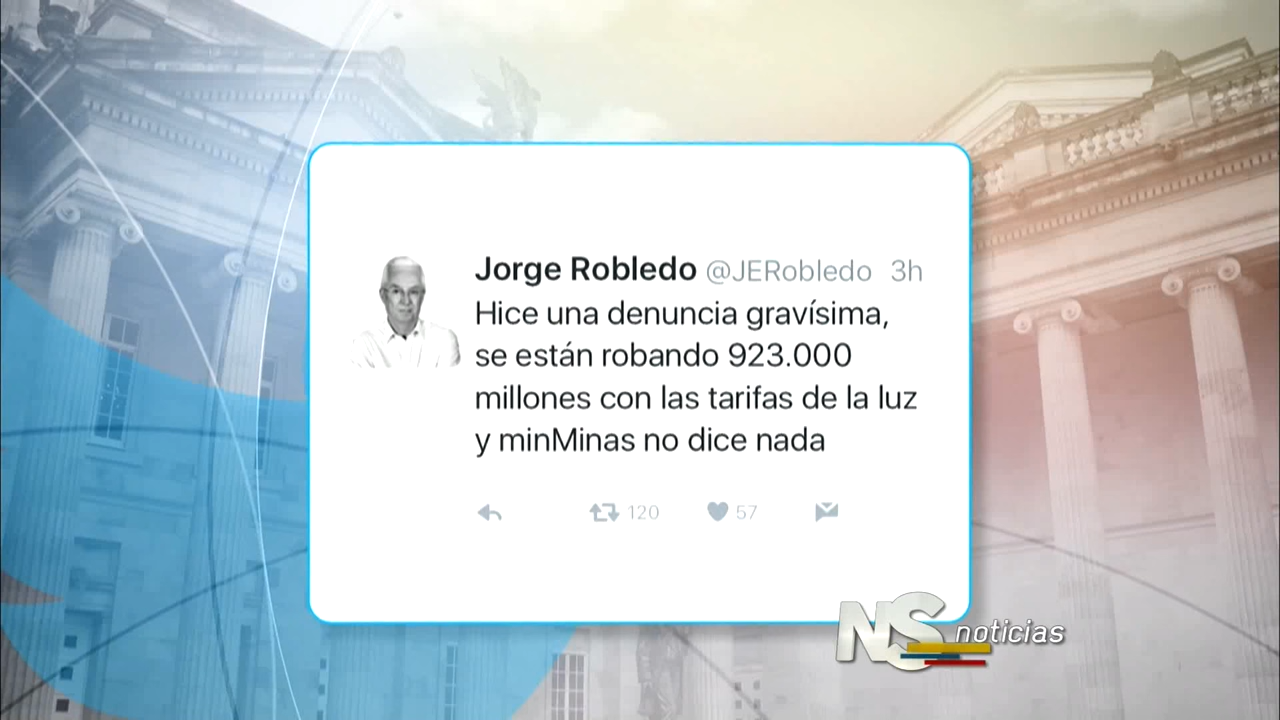 Jorge Robledo @JERobledo 3h
Hice una denuncia gravísima,
se están robando 923.000
millones con las tarifas de la luz
y minMinas no dice nada
120 57
NS noticias